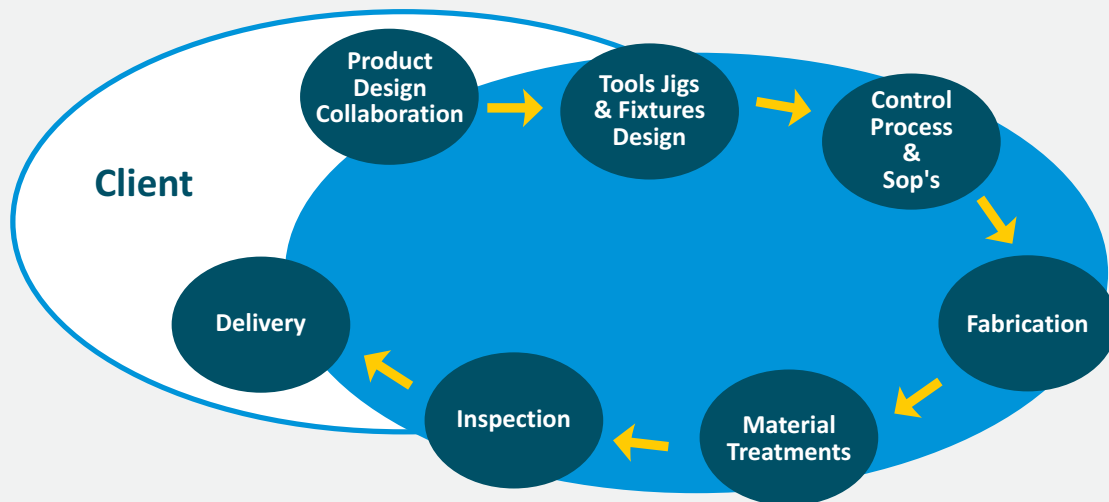 Product
Design
Collaboration
Tools Jigs
& Fixtures
Design
Control
Process
&
Sop's
Client
Delivery
Fabrication
Inspection
Material
Treatments